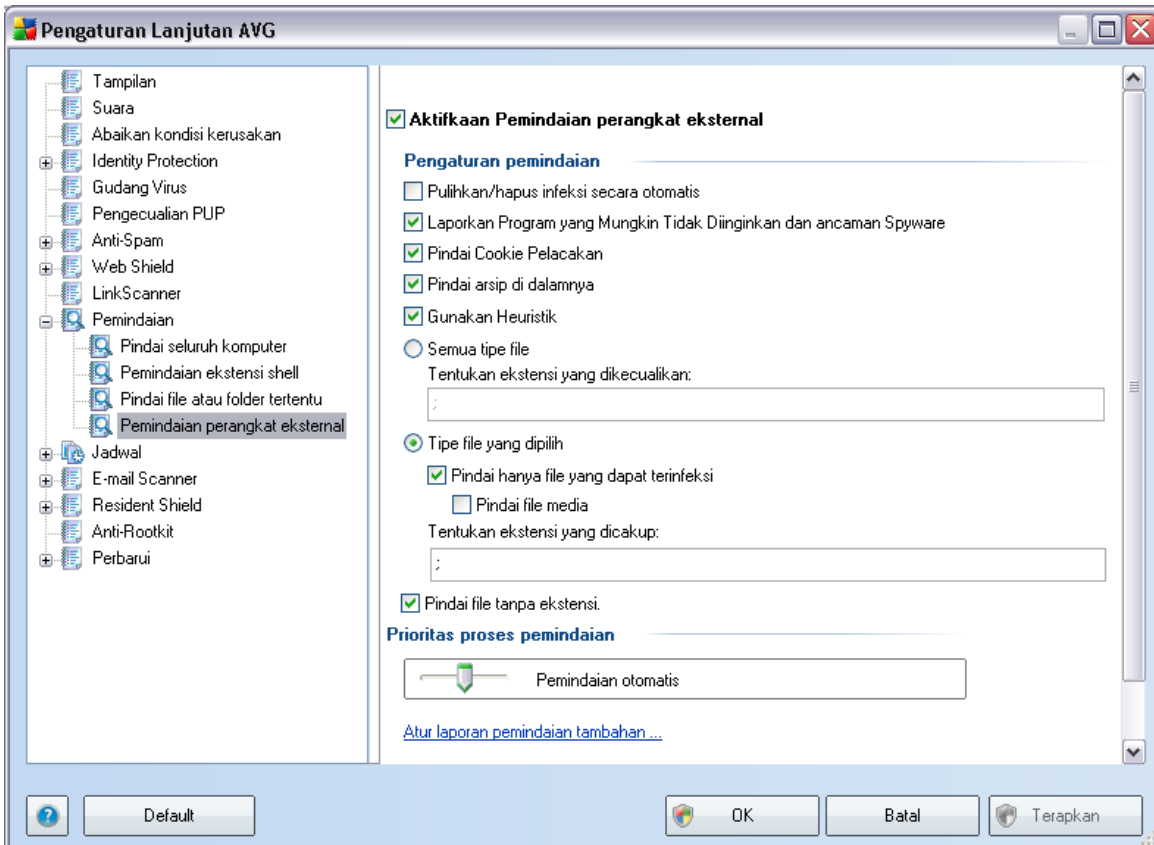 Pengaturan Lanjutan AVG
Tampilan
Suara
Abaikan kondisi kerusakan
Identity Protection
Gudang Virus
Pengecualian PUP
Anti-Spam
Web Shield
LinkScanner
Pemindaian
Pindai seluruh komputer
Pemindaian ekstensi shell
Pindai file atau folder tertentu
Pemindaian perangkat eksternal
Jadwal
E-mail Scanner
Resident Shield
Anti-Rootkit
Perbarui
Aktifkaan Pemindaian perangkat eksternal
Pengaturan pemindaian
Pulihkan/hapus infeksi secara otomatis
Laporkan Program yang Mungkin Tidak Diinginkan dan ancaman Spyware
Pindai Cookie Pelacakan
Pindai arsip di dalamnya
Gunakan Heuristik
Semua tipe file
Tentukan ekstensi yang dikecualikan:
;
Tipe file yang dipilih
Pindai hanya file yang dapat terinfeksi
Pindai file media
Tentukan ekstensi yang dicakup:
;
Pindai file tanpa ekstensi.
Prioritas proses pemindaian
Pemindaian otomatis
Atur laporan pemindaian tambahan ...
? Default OK Batal Terapkan